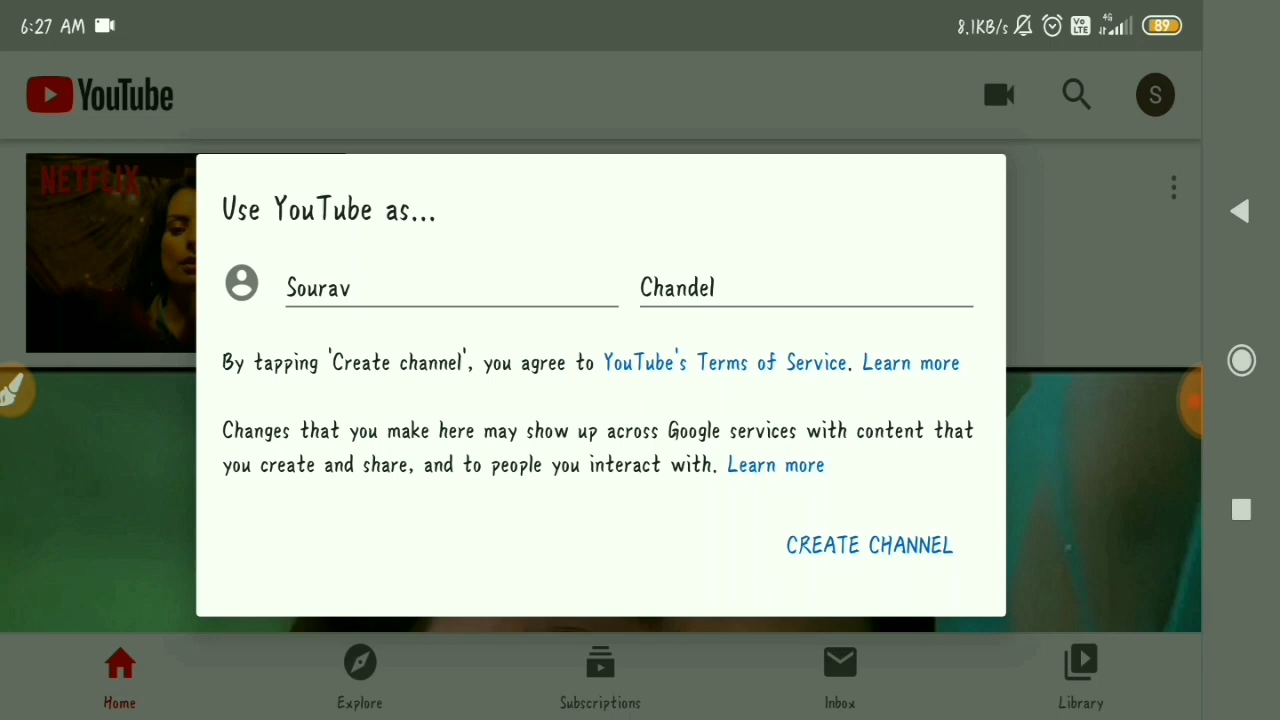 6:27 AM
8.1KB/s 4G Vo LTE 89
YouTube
S
NETFLIX
Use YouTube as...
Sourav Chandel
By tapping 'Create channel', you agree to YouTube's Terms of Service. Learn more
Changes that you make here may show up across Google services with content that
you create and share, and to people you interact with. Learn more
CREATE CHANNEL
Home Explore Subscriptions Inbox Library